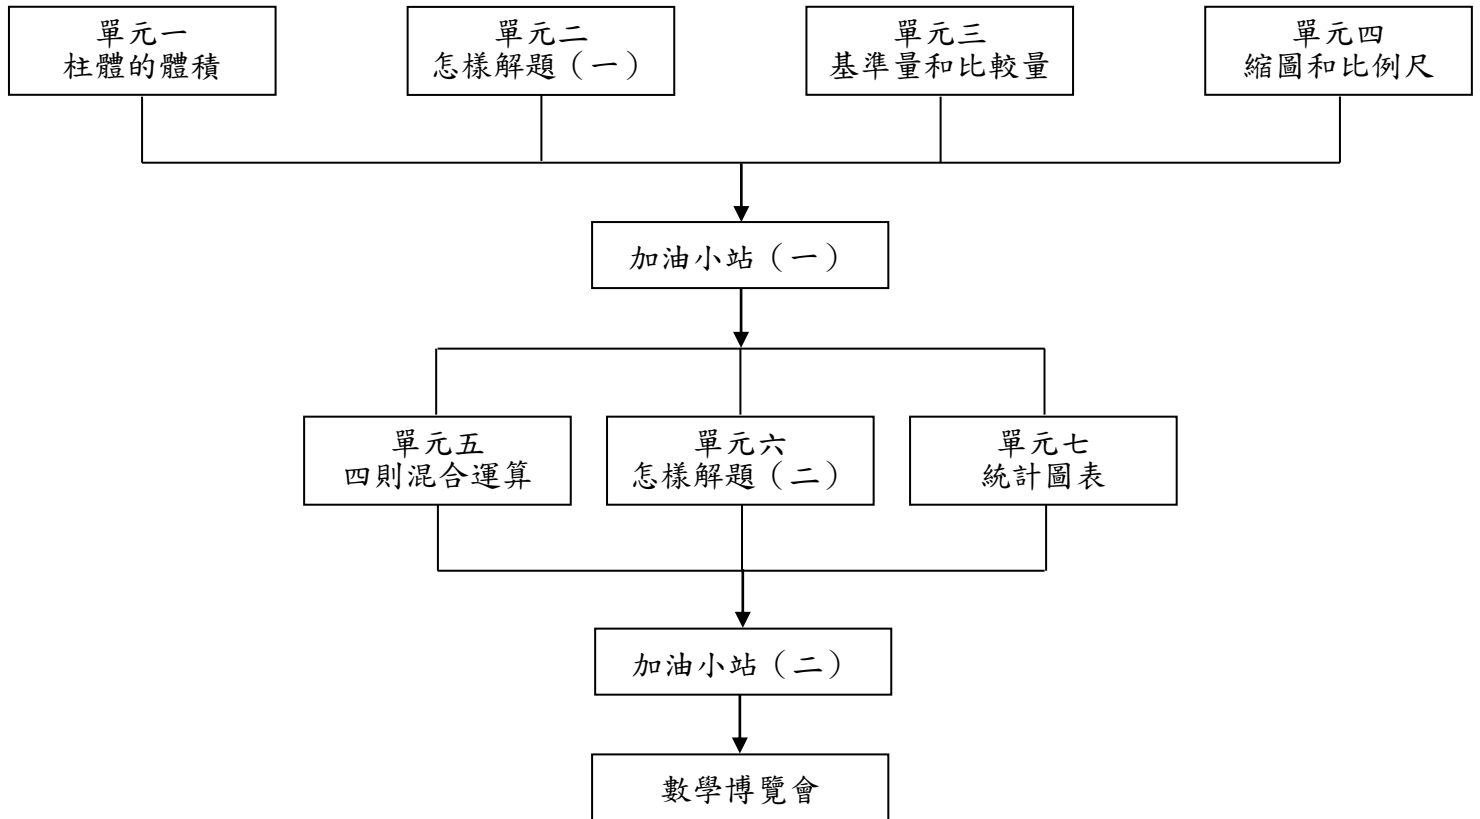 單元一
柱體的體積
單元二
怎樣解題（一）
單元三
基準量和比較量
單元四
縮圖和比例尺
加油小站（一）
單元五
四則混合運算
單元六
怎樣解題（二）
單元七
統計圖表
加油小站（二）
數學博覽會